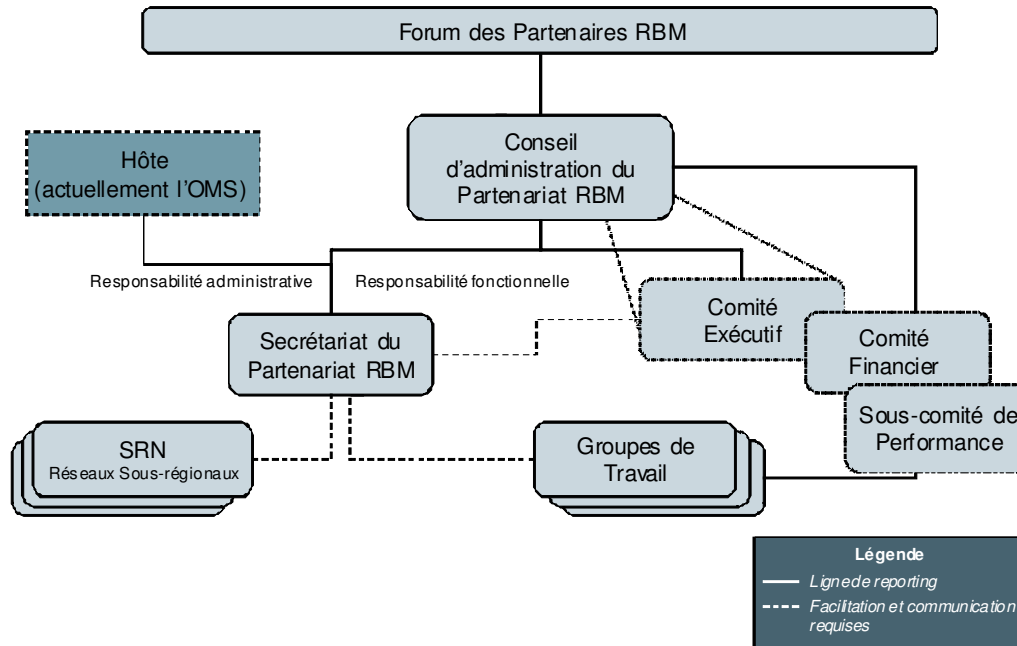 Forum des Partenaires RBM
Conseil
d'administration du
Partenariat RBM
Hôte
(actuellement l'OMS)
Responsabilité administrative
Responsabilité fonctionnelle
Comité
Exécutif
Secrétariat du
Partenariat RBM
Comité
Financier
Sous-comité de
Performance
SRN
Réseaux Sous-régionaux
Groupes de
Travail
Légende
Ligne de reporting
Facilitation et communication
requises